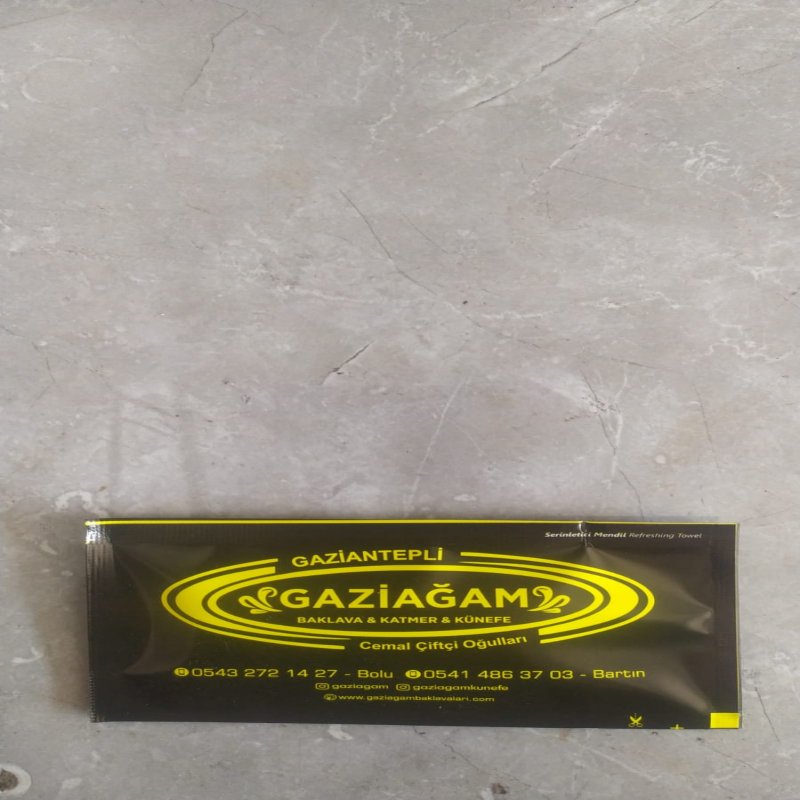 Serinletici Mendil Refreshing Towel
GAZİANTEPLİ
GAZİAĞAM
BAKLAVA & KATMER & KÜNEFE
Cemal Çiftçi Oğulları
0543 272 14 27 - Bolu 0541 486 37 03 - Bartın
gaziagam gaziagamkunefe
www.gaziagambaklavalari.com